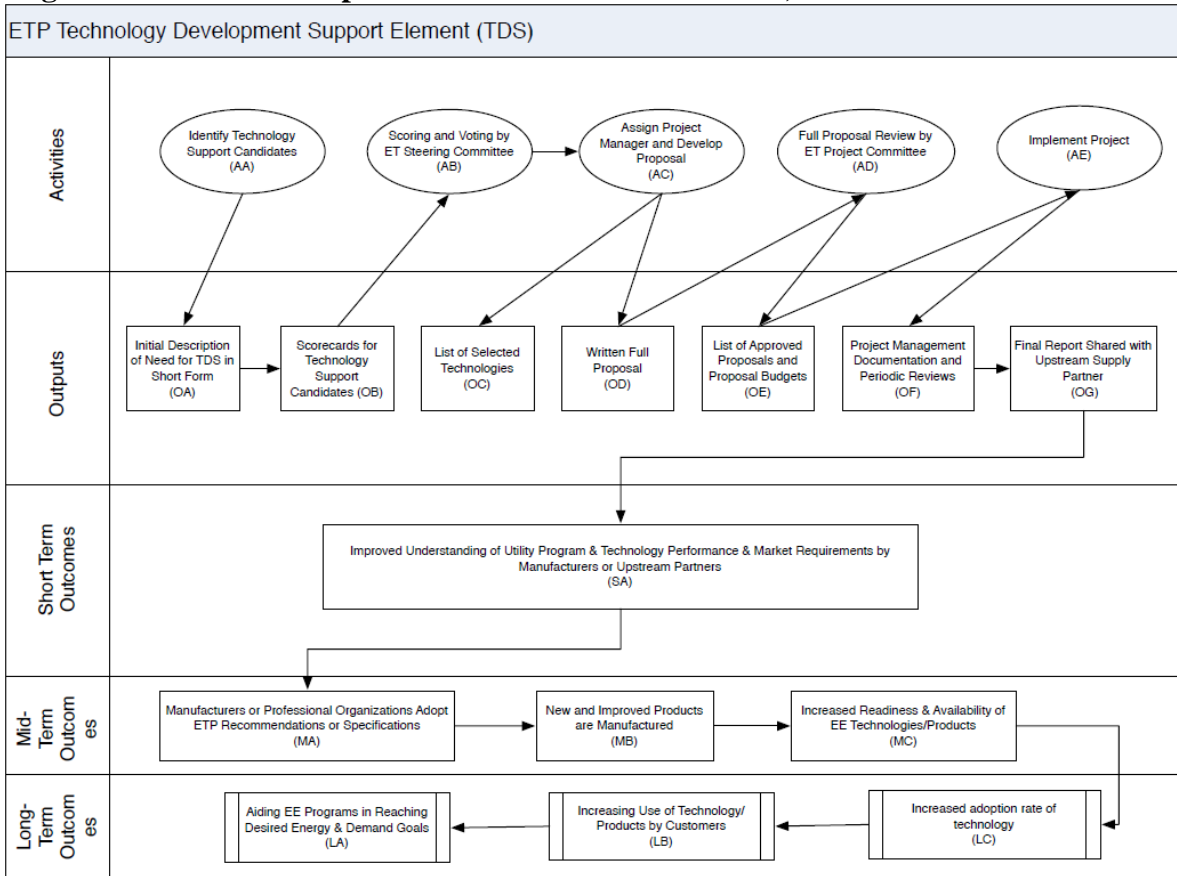 ETP Technology Development Support Element (TDS)
Activities
Identify Technology
Support Candidates
(AA)
Scoring and Voting by
ET Steering Committee
(AB)
Assign Project
Manager and Develop
Proposal
(AC)
Full Proposal Review by
ET Project Committee
(AD)
Implement Project
(AE)
Outputs
Initial Description
of Need for TDS in
Short Form
(OA)
Scorecards for
Technology
Support
Candidates (OB)
List of Selected
Technologies
(OC)
Written Full
Proposal
(OD)
List of Approved
Proposals and
Proposal Budgets
(OE)
Project Management
Documentation and
Periodic Reviews
(OF)
Final Report Shared with
Upstream Supply
Partner
(OG)
Short Term
Outcomes
Improved Understanding of Utility Program & Technology Performance & Market Requirements by
Manufacturers or Upstream Partners
(SA)
Mid-
Term
Outcom
es
Manufacturers or Professional Organizations Adopt
ETP Recommendations or Specifications
(MA)
New and Improved Products
are Manufactured
(MB)
Increased Readiness & Availability of
EE Technologies/Products
(MC)
Long-
Term
Outcom
es
Aiding EE Programs in Reaching
Desired Energy & Demand Goals
(LA)
Increasing Use of Technology/
Products by Customers
(LB)
Increased adoption rate of
technology
(LC)